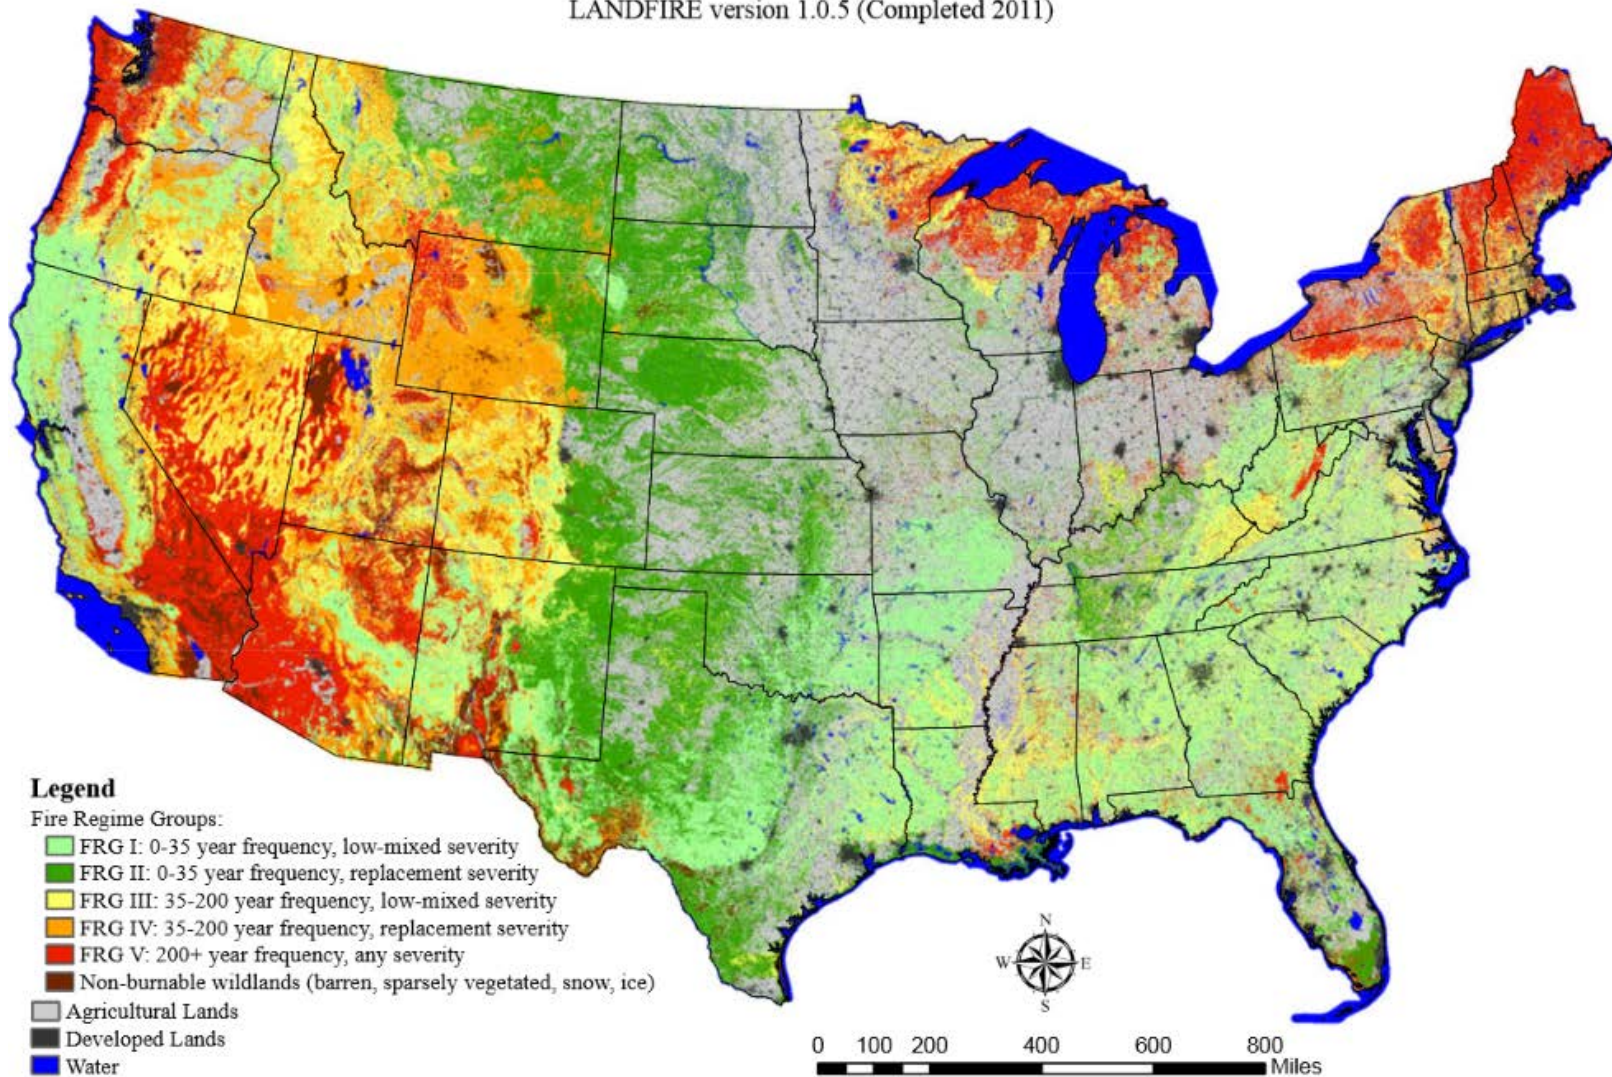 LANDFIRE version 1.0.5 (Completed 2011)
Legend
Fire Regime Groups:
FRG I: 0-35 year frequency, low-mixed severity
FRG II: 0-35 year frequency, replacement severity
FRG III: 35-200 year frequency, low-mixed severity
FRG IV: 35-200 year frequency, replacement severity
FRG V: 200+ year frequency, any severity
Non-burnable wildlands (barren, sparsely vegetated, snow, ice)
Agricultural Lands
Developed Lands
Water
N
W E
S
0 100 200 400 600 800
Miles